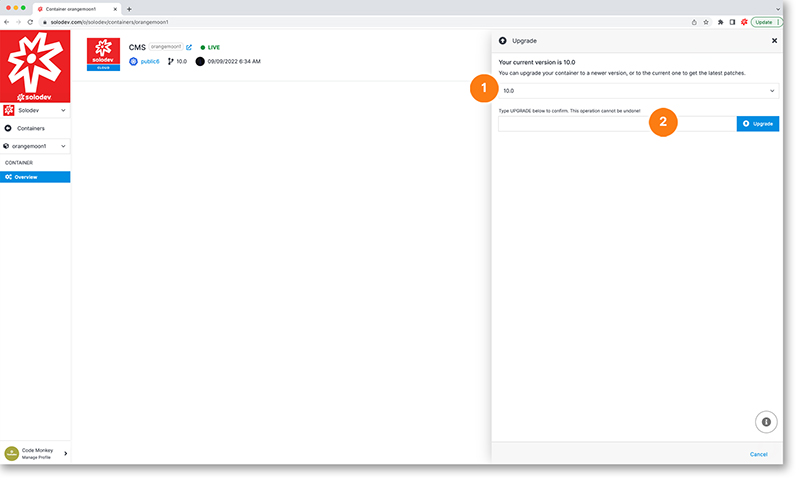 Container orangemoon1
solodev.com/o/solodev/containers/orangemoon1
Update
solodev
Solodev
Containers
orangemoon1
CONTAINER
Overview
Code Monkey
Manage Profile
CLOUD
CMS orangemoon1 LIVE
public6 10.0 09/09/2022 6:34 AM
Upgrade
Your current version is 10.0
You can upgrade your container to a newer version, or to the current one to get the latest patches.
1
10.0
Type UPGRADE below to confirm. This operation cannot be undone!
2
Upgrade
Cancel